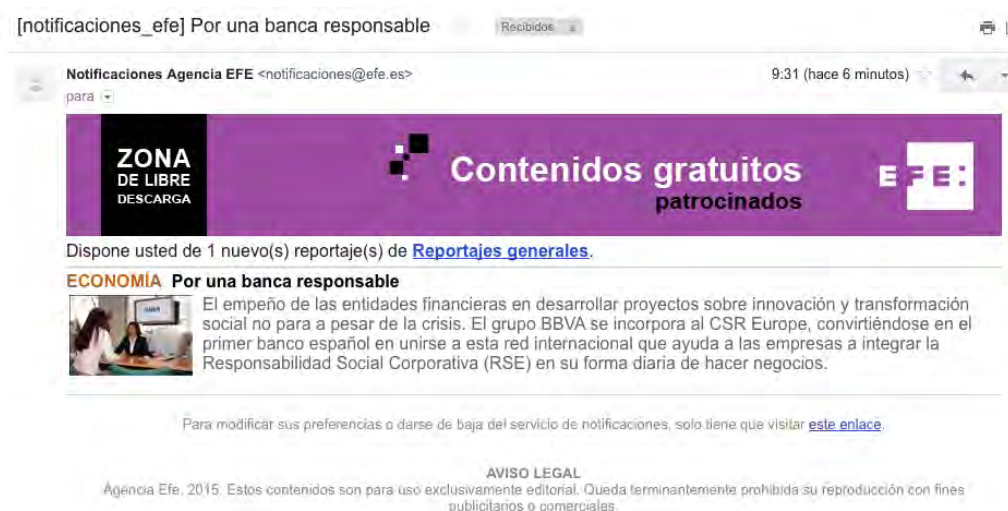 [notificaciones_efe] Por una banca responsable
Recibidos x
Notificaciones Agencia EFE <notificaciones@efe.es>
9:31 (hace 6 minutos)
para
ZONA
DE LIBRE
DESCARGA
Contenidos gratuitos
patrocinados
EFE:
Dispone usted de 1 nuevo(s) reportaje(s) de Reportajes generales.
ECONOMÍA Por una banca responsable
El empeño de las entidades financieras en desarrollar proyectos sobre innovación y transformación
social no para a pesar de la crisis. El grupo BBVA se incorpora al CSR Europe, convirtiéndose en el
primer banco español en unirse a esta red internacional que ayuda a las empresas a integrar la
Responsabilidad Social Corporativa (RSE) en su forma diaria de hacer negocios.
Para modificar sus preferencias o darse de baja del servicio de notificaciones, solo tiene que visitar este enlace.
AVISO LEGAL
Agencia Efe. 2015. Estos contenidos son para uso exclusivamente editorial. Queda terminantemente prohibida su reproducción con fines
publicitarios o comerciales.